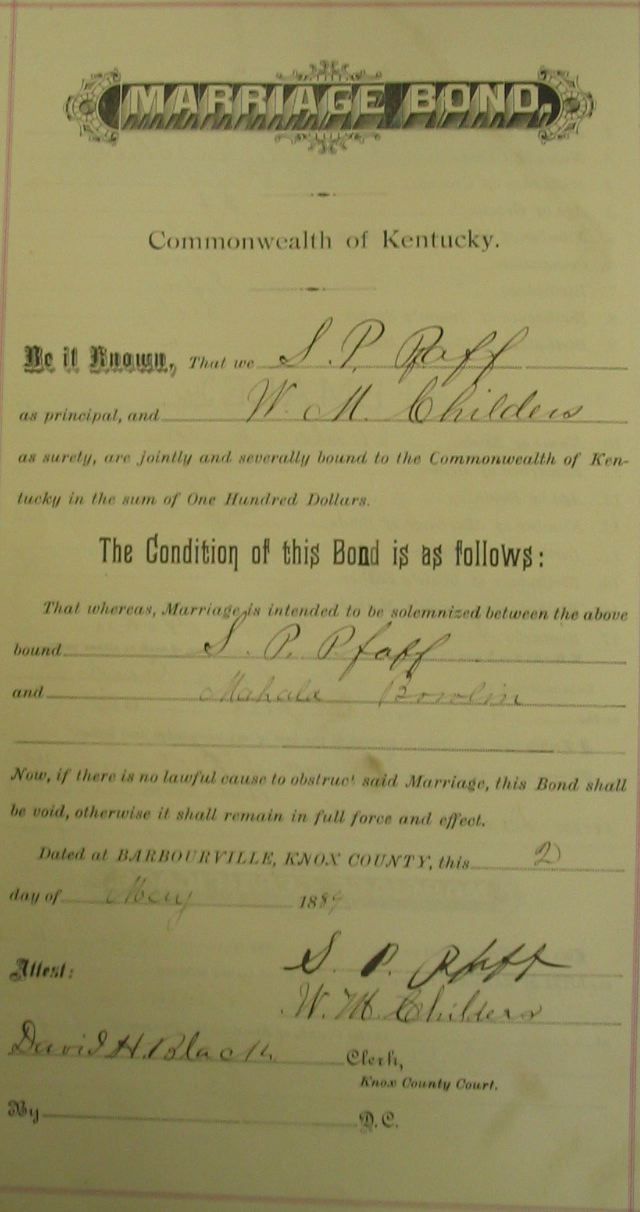 MARRIAGE BOND.
Commonwealth of Kentucky.
Be it Known, That we S. P. Pfaff
as principal, and W. M. Childers
as surety, are jointly and severally bound to the Commonwealth of Ken-
tucky in the sum of One Hundred Dollars.
The Condition of this Bond is as follows:
That whereas, Marriage is intended to be solemnized between the above
bound S. P. Pfaff
and Mahala Bowlin
Now, if there is no lawful cause to obstruct said Marriage, this Bond shall
be void, otherwise it shall remain in full force and effect.
Dated at BARBOURVILLE, KNOX COUNTY, this 2
day of May 1889
Attest: S. P. Pfaff
W. M. Childers
David H. Black Clerk,
Knox County Court.
By D.C.